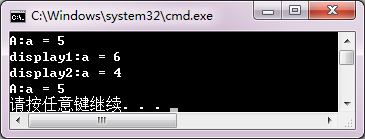 C:\Windows\system32\cmd.exe
A:a = 5
display1:a = 6
display2:a = 4
A:a = 5
请按任意键继续. . .